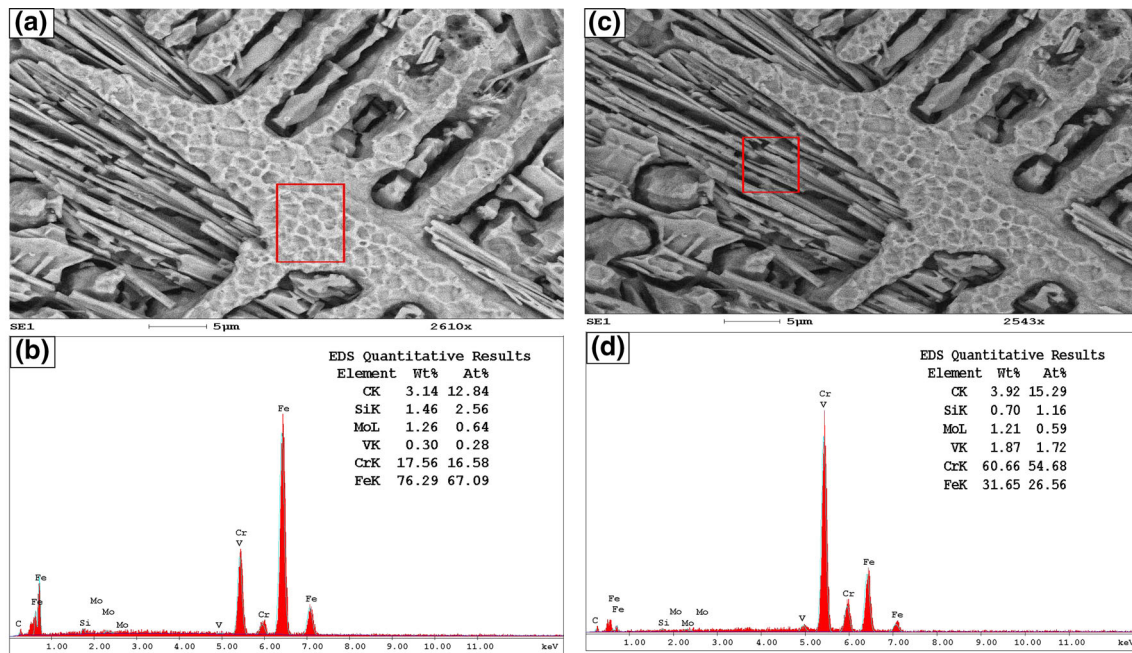 (a)
SE1 5µm 2610x
(b)
EDS Quantitative Results
Element Wt% At%
CK 3.14 12.84
SiK 1.46 2.56
MoL 1.26 0.64
VK 0.30 0.28
CrK 17.56 16.58
FeK 76.29 67.09
Fe
Cr
V
Fe
Fe
Mo
Mo
C Si Mo V Cr Fe
1.00 2.00 3.00 4.00 5.00 6.00 7.00 8.00 9.00 10.00 11.00 keV
(c)
SE1 5µm 2543x
(d)
EDS Quantitative Results
Element Wt% At%
CK 3.92 15.29
SiK 0.70 1.16
MoL 1.21 0.59
VK 1.87 1.72
CrK 60.66 54.68
FeK 31.65 26.56
Cr
V
Fe
Cr
Fe
Fe
Mo Mo
C Si Mo V Fe
1.00 2.00 3.00 4.00 5.00 6.00 7.00 8.00 9.00 10.00 11.00 keV